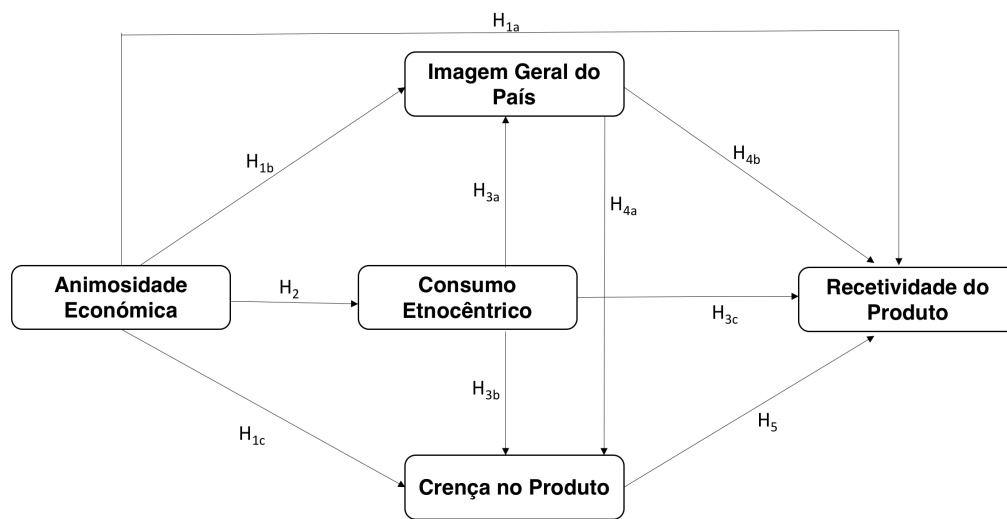 H1a
Imagem Geral do
País
H1b
H3a
H4a
H4b
Animosidade
Económica
H2
Consumo
Etnocêntrico
H3c
Recetividade do
Produto
H3b
H1c
H5
Crença no Produto